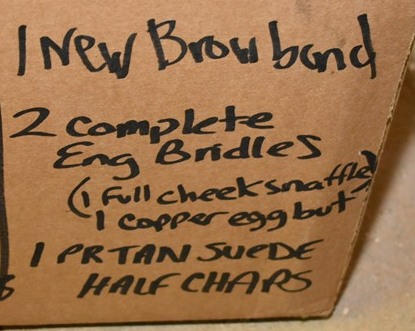 1 New Browband
2 complete
Eng Bridles
(1 Full cheek snaffle)
1 copper egg but
1 PR TAN SUEDE
HALF CHAPS